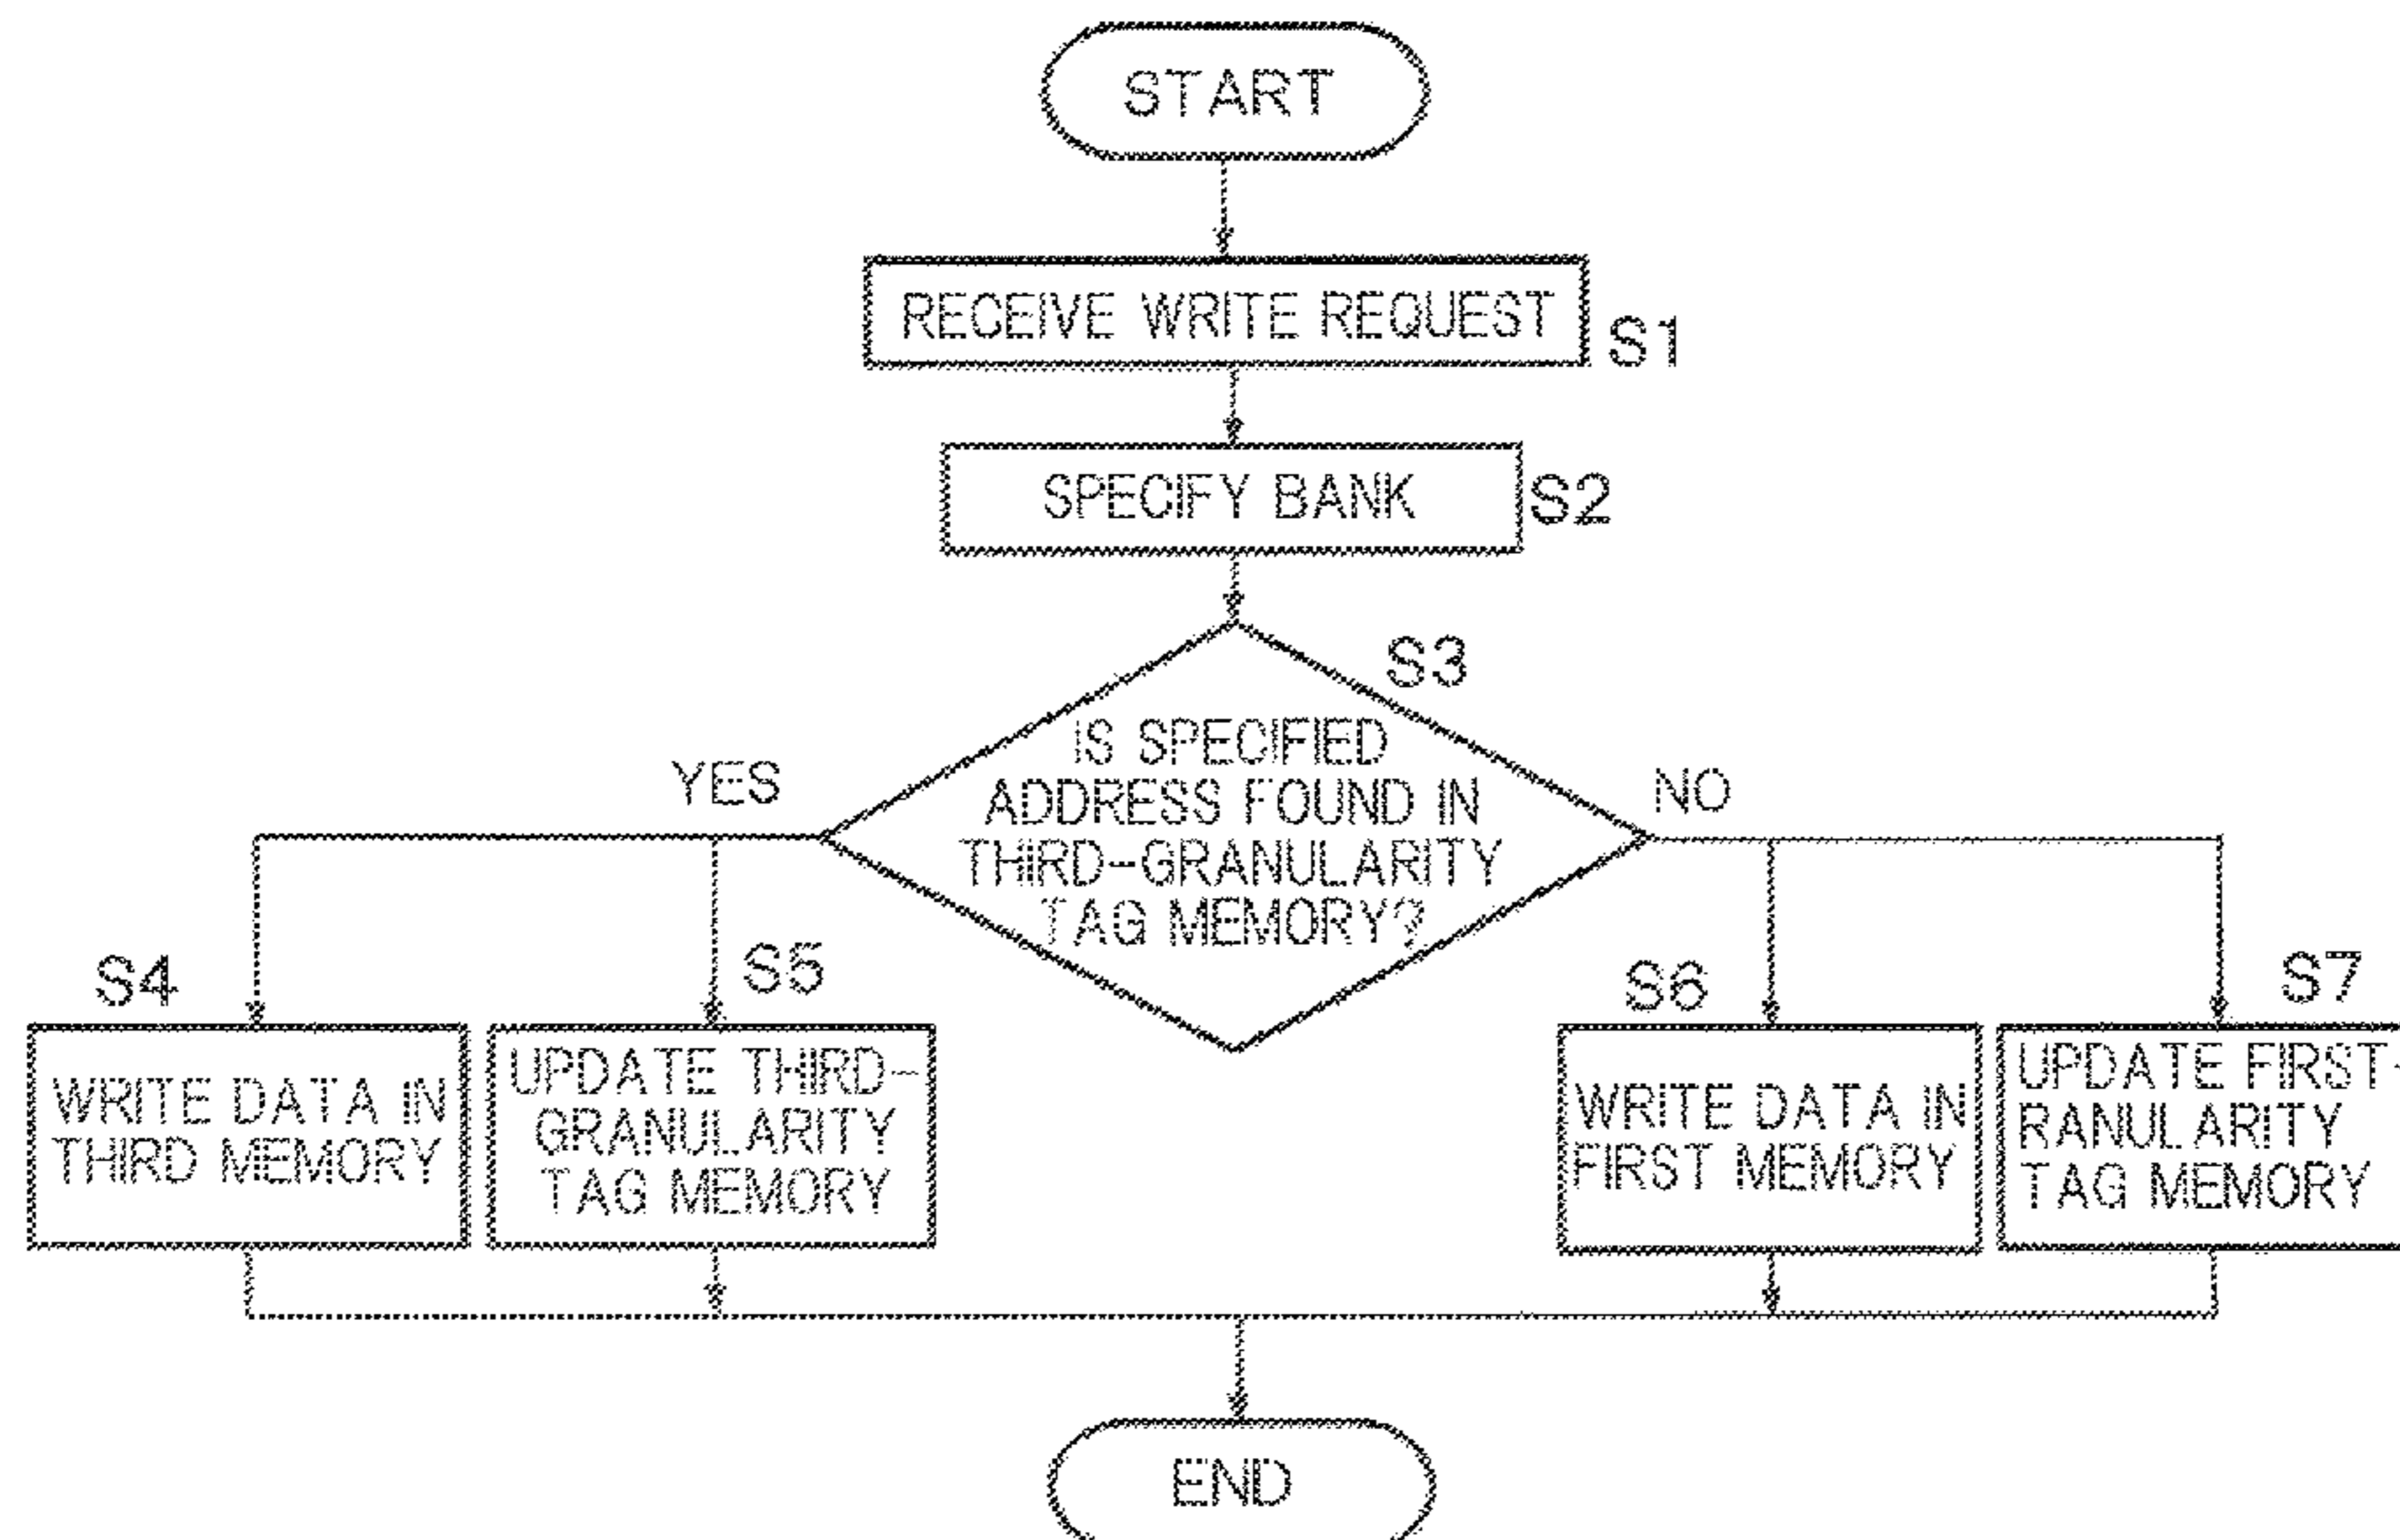 START
RECEIVE WRITE REQUEST
S1
SPECIFY BANK
S2
S3
IS SPECIFIED
ADDRESS FOUND IN
THIRD-GRANULARITY
TAG MEMORY?
YES
NO
S4
WRITE DATA IN
THIRD MEMORY
S5
UPDATE THIRD-
GRANULARITY
TAG MEMORY
S6
WRITE DATA IN
FIRST MEMORY
S7
UPDATE FIRST-
RANULARITY
TAG MEMORY
END